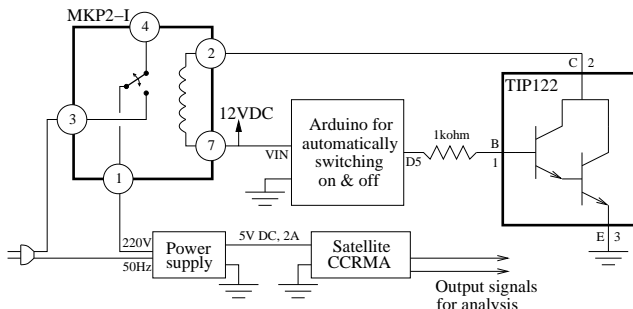 MKP2−I
4
2
C
2
TIP122
12VDC
3
7
VIN
Arduino for
automatically
switching
on & off
D5
1kohm
B
1
1
E
3
220V
50Hz
Power
supply
5V DC, 2A
Satellite
CCRMA
Output signals
for analysis